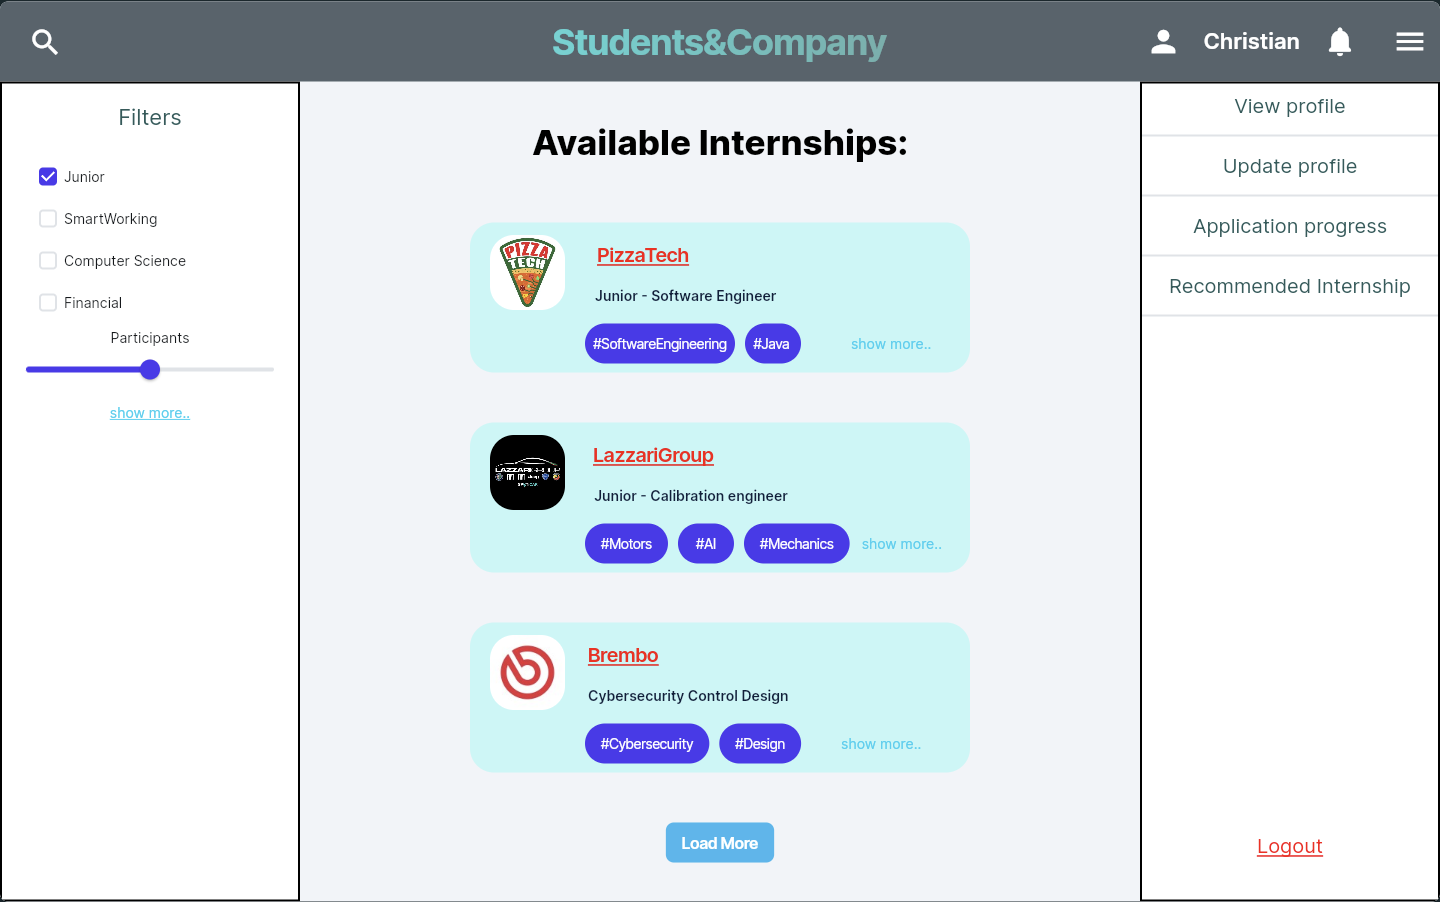 Students&Company
Christian
Filters
Junior
SmartWorking
Computer Science
Financial
Participants
show more..
Available Internships:
PIZZA
TECH
PizzaTech
Junior - Software Engineer
#SoftwareEngineering
#Java
show more..
LAZZARI GROUP
LazzariGroup
Junior - Calibration engineer
#Motors
#AI
#Mechanics
show more..
Brembo
Cybersecurity Control Design
#Cybersecurity
#Design
show more..
Load More
View profile
Update profile
Application progress
Recommended Internship
Logout